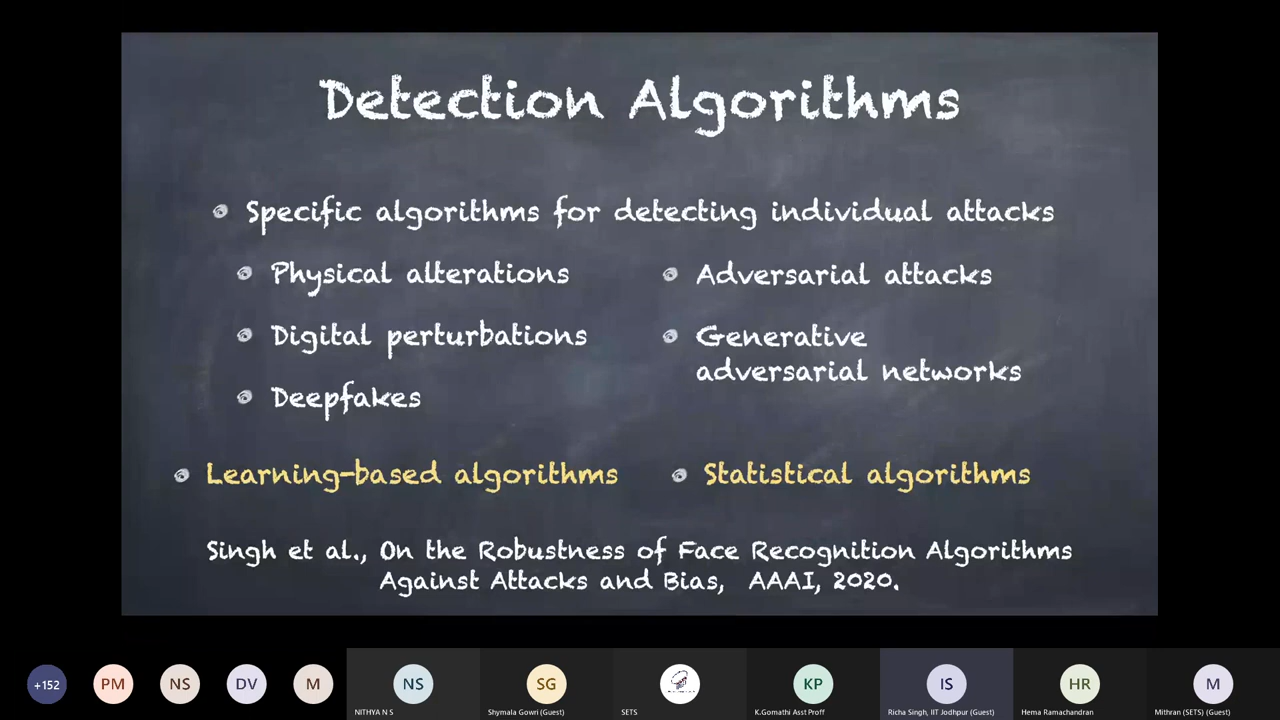 Detection Algorithms
Specific algorithms for detecting individual attacks
Physical alterations
Digital perturbations
Deepfakes
Adversarial attacks
Generative
adversarial networks
Learning-based algorithms
Statistical algorithms
Singh et al., On the Robustness of Face Recognition Algorithms
Against Attacks and Bias, AAAI, 2020.
+152
PM
NS
DV
M
NS
NITHYA N S
SG
Shymala Gowri (Guest)
SETS
KP
K.Gomathi Asst Proff
IS
Richa Singh, IIT Jodhpur (Guest)
HR
Hema Ramachandran
M
Mithran (SETS) (Guest)